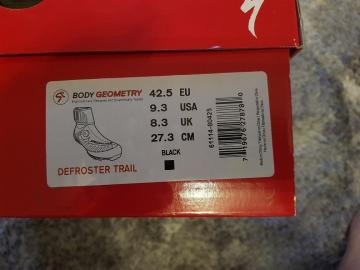 BODY GEOMETRY
42.5 EU
9.3 USA
8.3 UK
27.3 CM
BLACK
DEFROSTER TRAIL
61114-80425